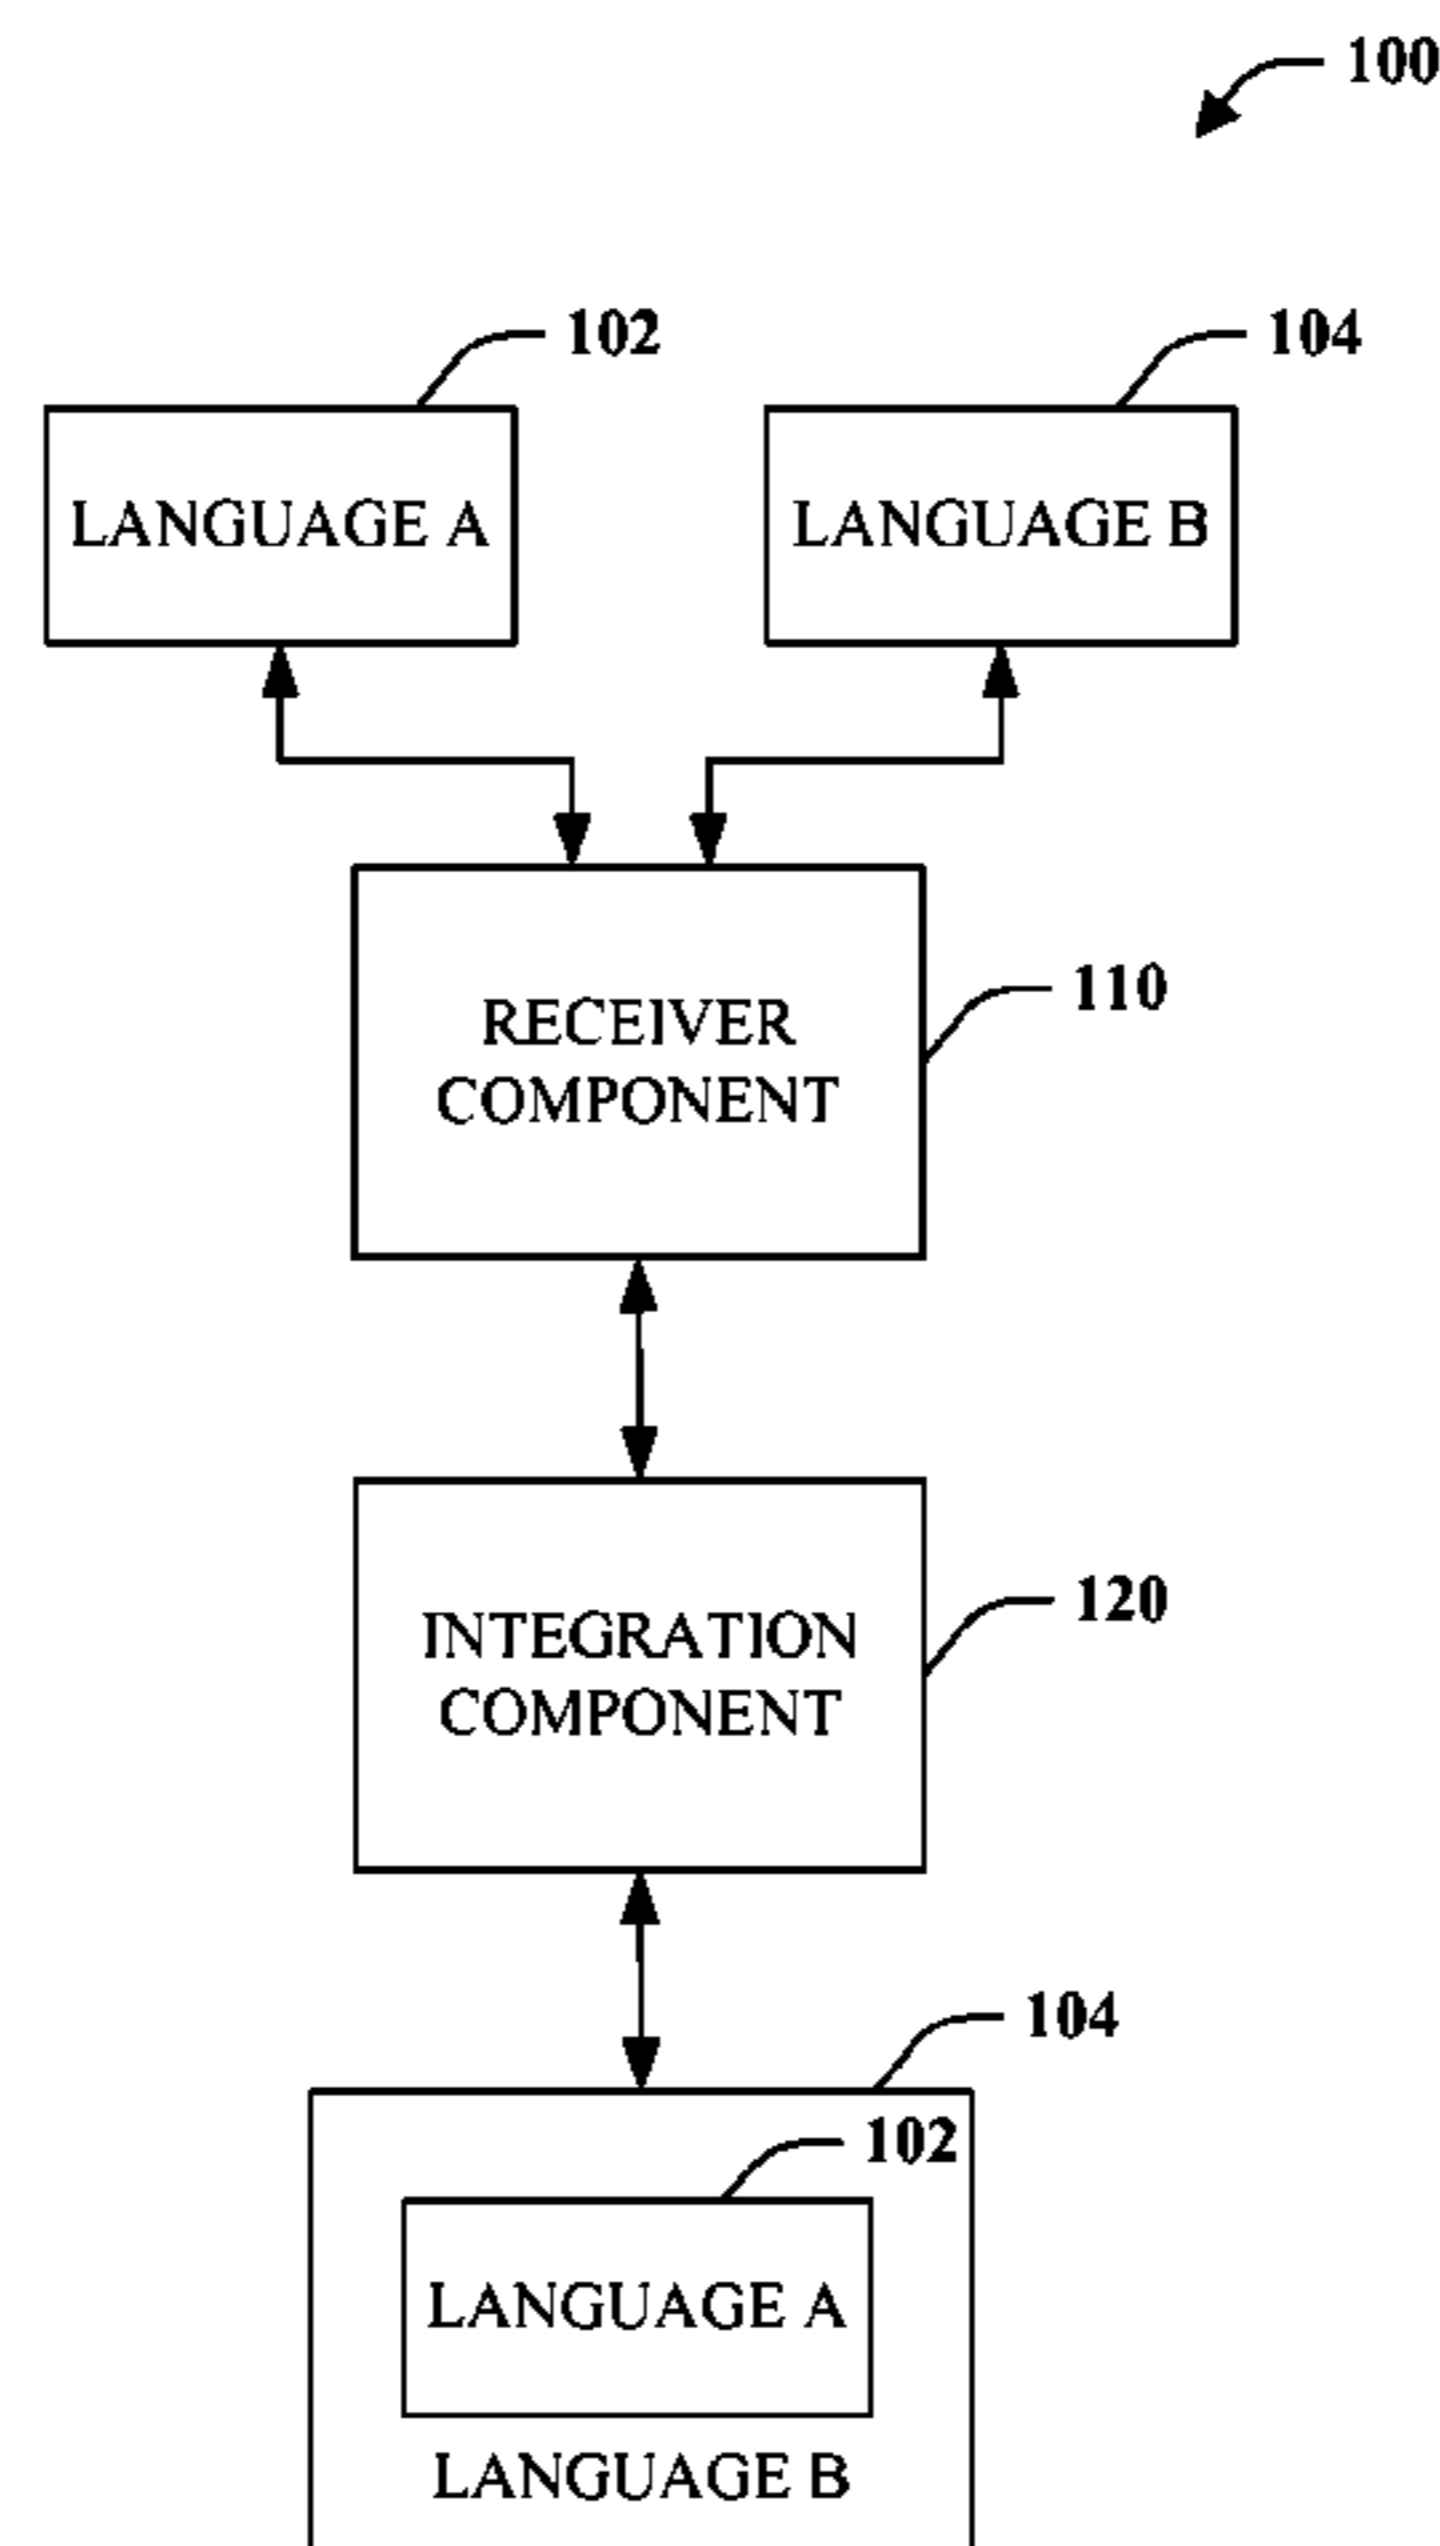 100
102
104
LANGUAGE A
LANGUAGE B
RECEIVER
COMPONENT
110
INTEGRATION
COMPONENT
120
104
102
LANGUAGE A
LANGUAGE B